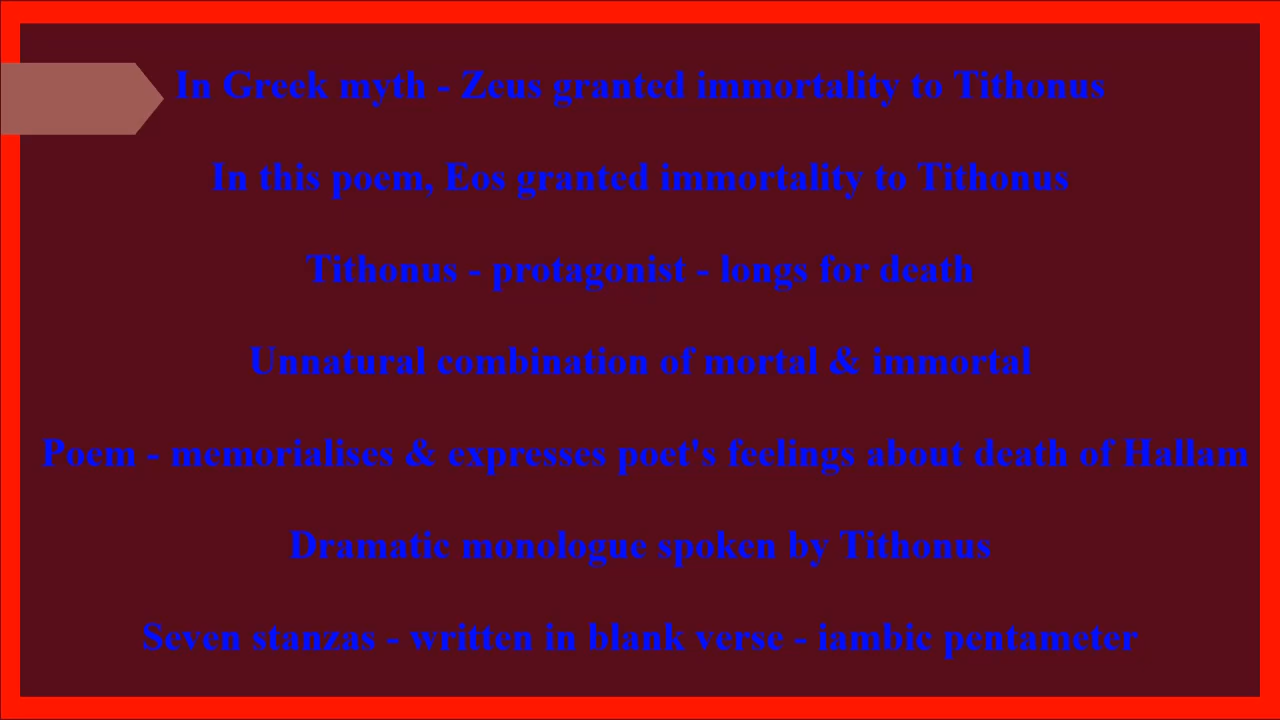 In Greek myth - Zeus granted immortality to Tithonus
In this poem, Eos granted immortality to Tithonus
Tithonus - protagonist - longs for death
Unnatural combination of mortal & immortal
Poem - memorialises & expresses poet's feelings about death of Hallam
Dramatic monologue spoken by Tithonus
Seven stanzas - written in blank verse - iambic pentameter